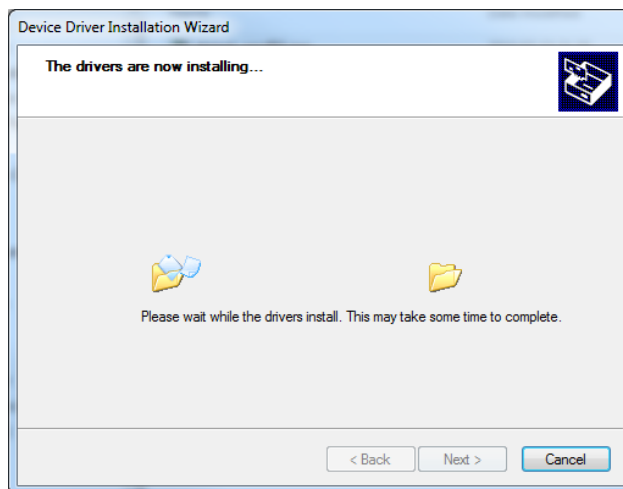 Device Driver Installation Wizard
The drivers are now installing...
Please wait while the drivers install. This may take some time to complete.
< Back
Next >
Cancel